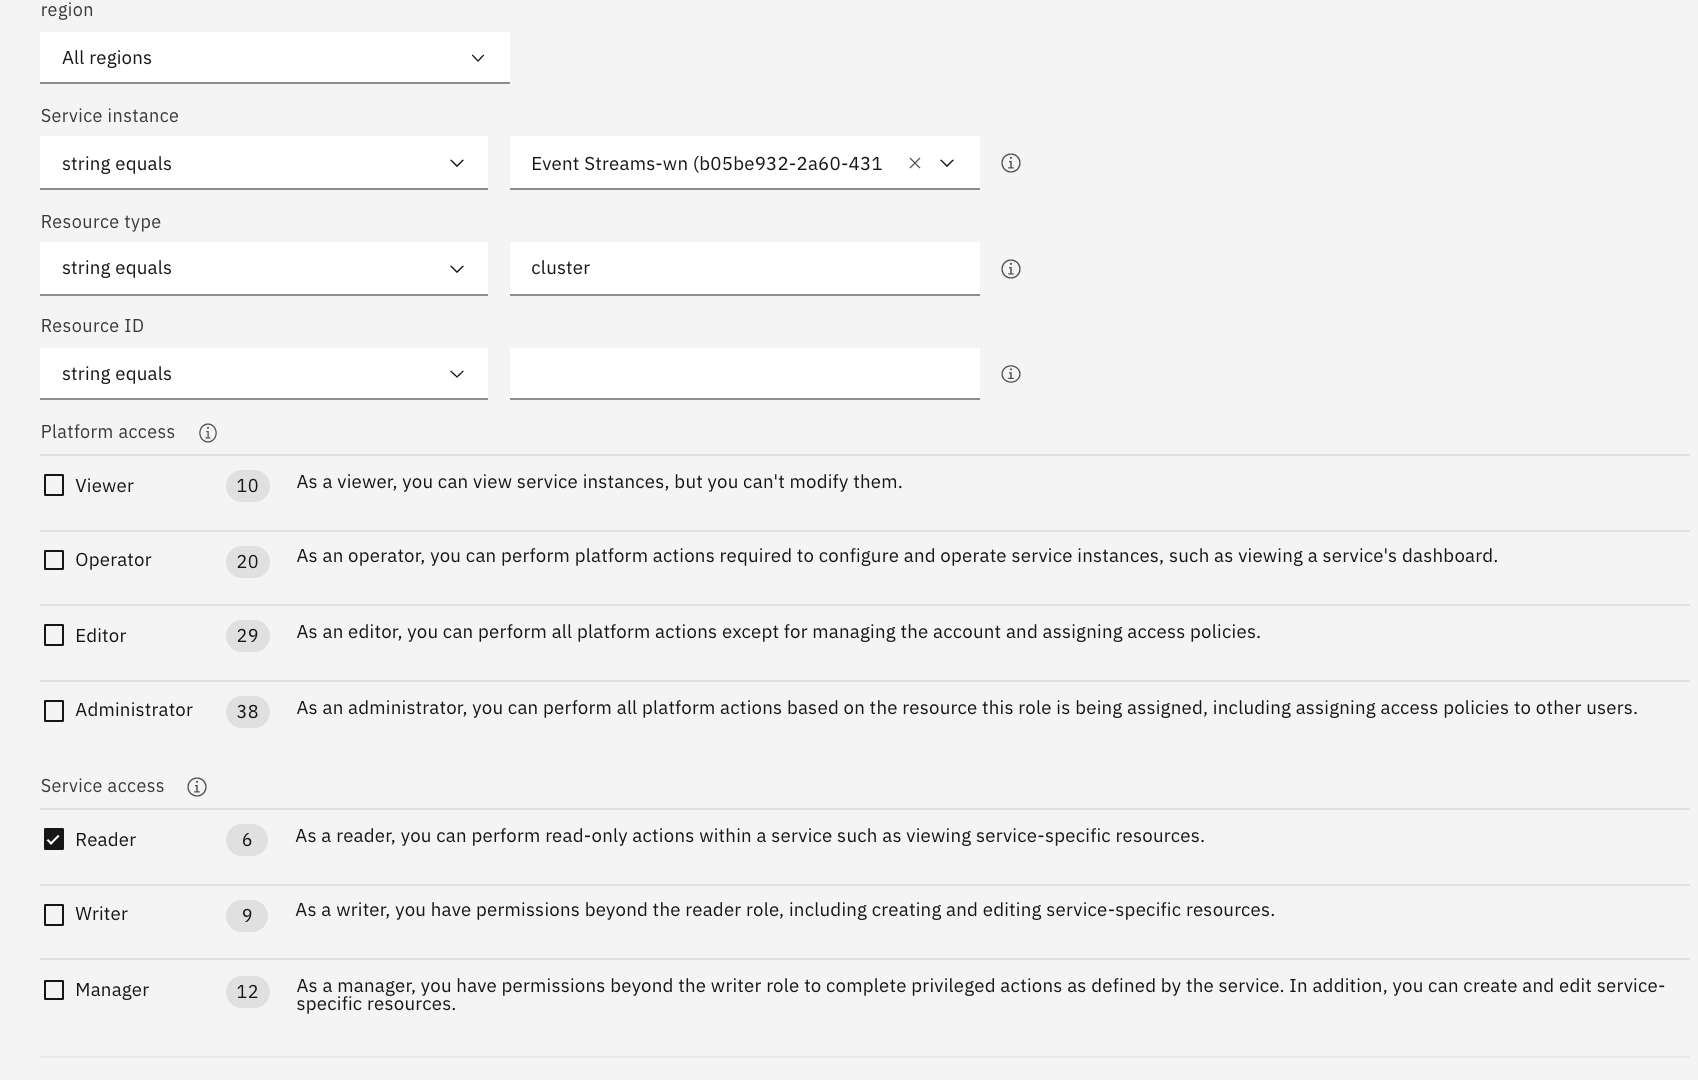 region
All regions
Service instance
string equals
Event Streams-wn (b05be932-2a60-431
Resource type
string equals
cluster
Resource ID
string equals
Platform access
Viewer 10 As a viewer, you can view service instances, but you can't modify them.
Operator 20 As an operator, you can perform platform actions required to configure and operate service instances, such as viewing a service's dashboard.
Editor 29 As an editor, you can perform all platform actions except for managing the account and assigning access policies.
Administrator 38 As an administrator, you can perform all platform actions based on the resource this role is being assigned, including assigning access policies to other users.
Service access
Reader 6 As a reader, you can perform read-only actions within a service such as viewing service-specific resources.
Writer 9 As a writer, you have permissions beyond the reader role, including creating and editing service-specific resources.
Manager 12 As a manager, you have permissions beyond the writer role to complete privileged actions as defined by the service. In addition, you can create and edit service-
specific resources.